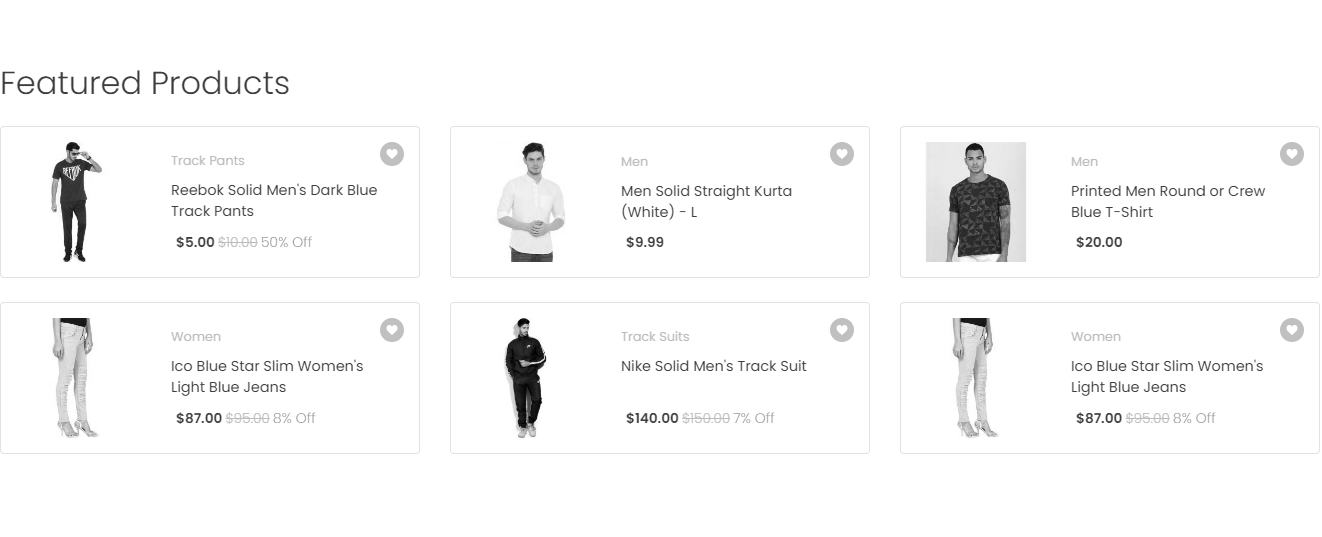 Featured Products
Track Pants
Reebok Solid Men's Dark Blue
Track Pants
$5.00 $10.00 50% Off
Men
Men Solid Straight Kurta
(White) - L
$9.99
Men
Printed Men Round or Crew
Blue T-Shirt
$20.00
Women
Ico Blue Star Slim Women's
Light Blue Jeans
$87.00 $95.00 8% Off
Track Suits
Nike Solid Men's Track Suit
$140.00 $150.00 7% Off
Women
Ico Blue Star Slim Women's
Light Blue Jeans
$87.00 $95.00 8% Off